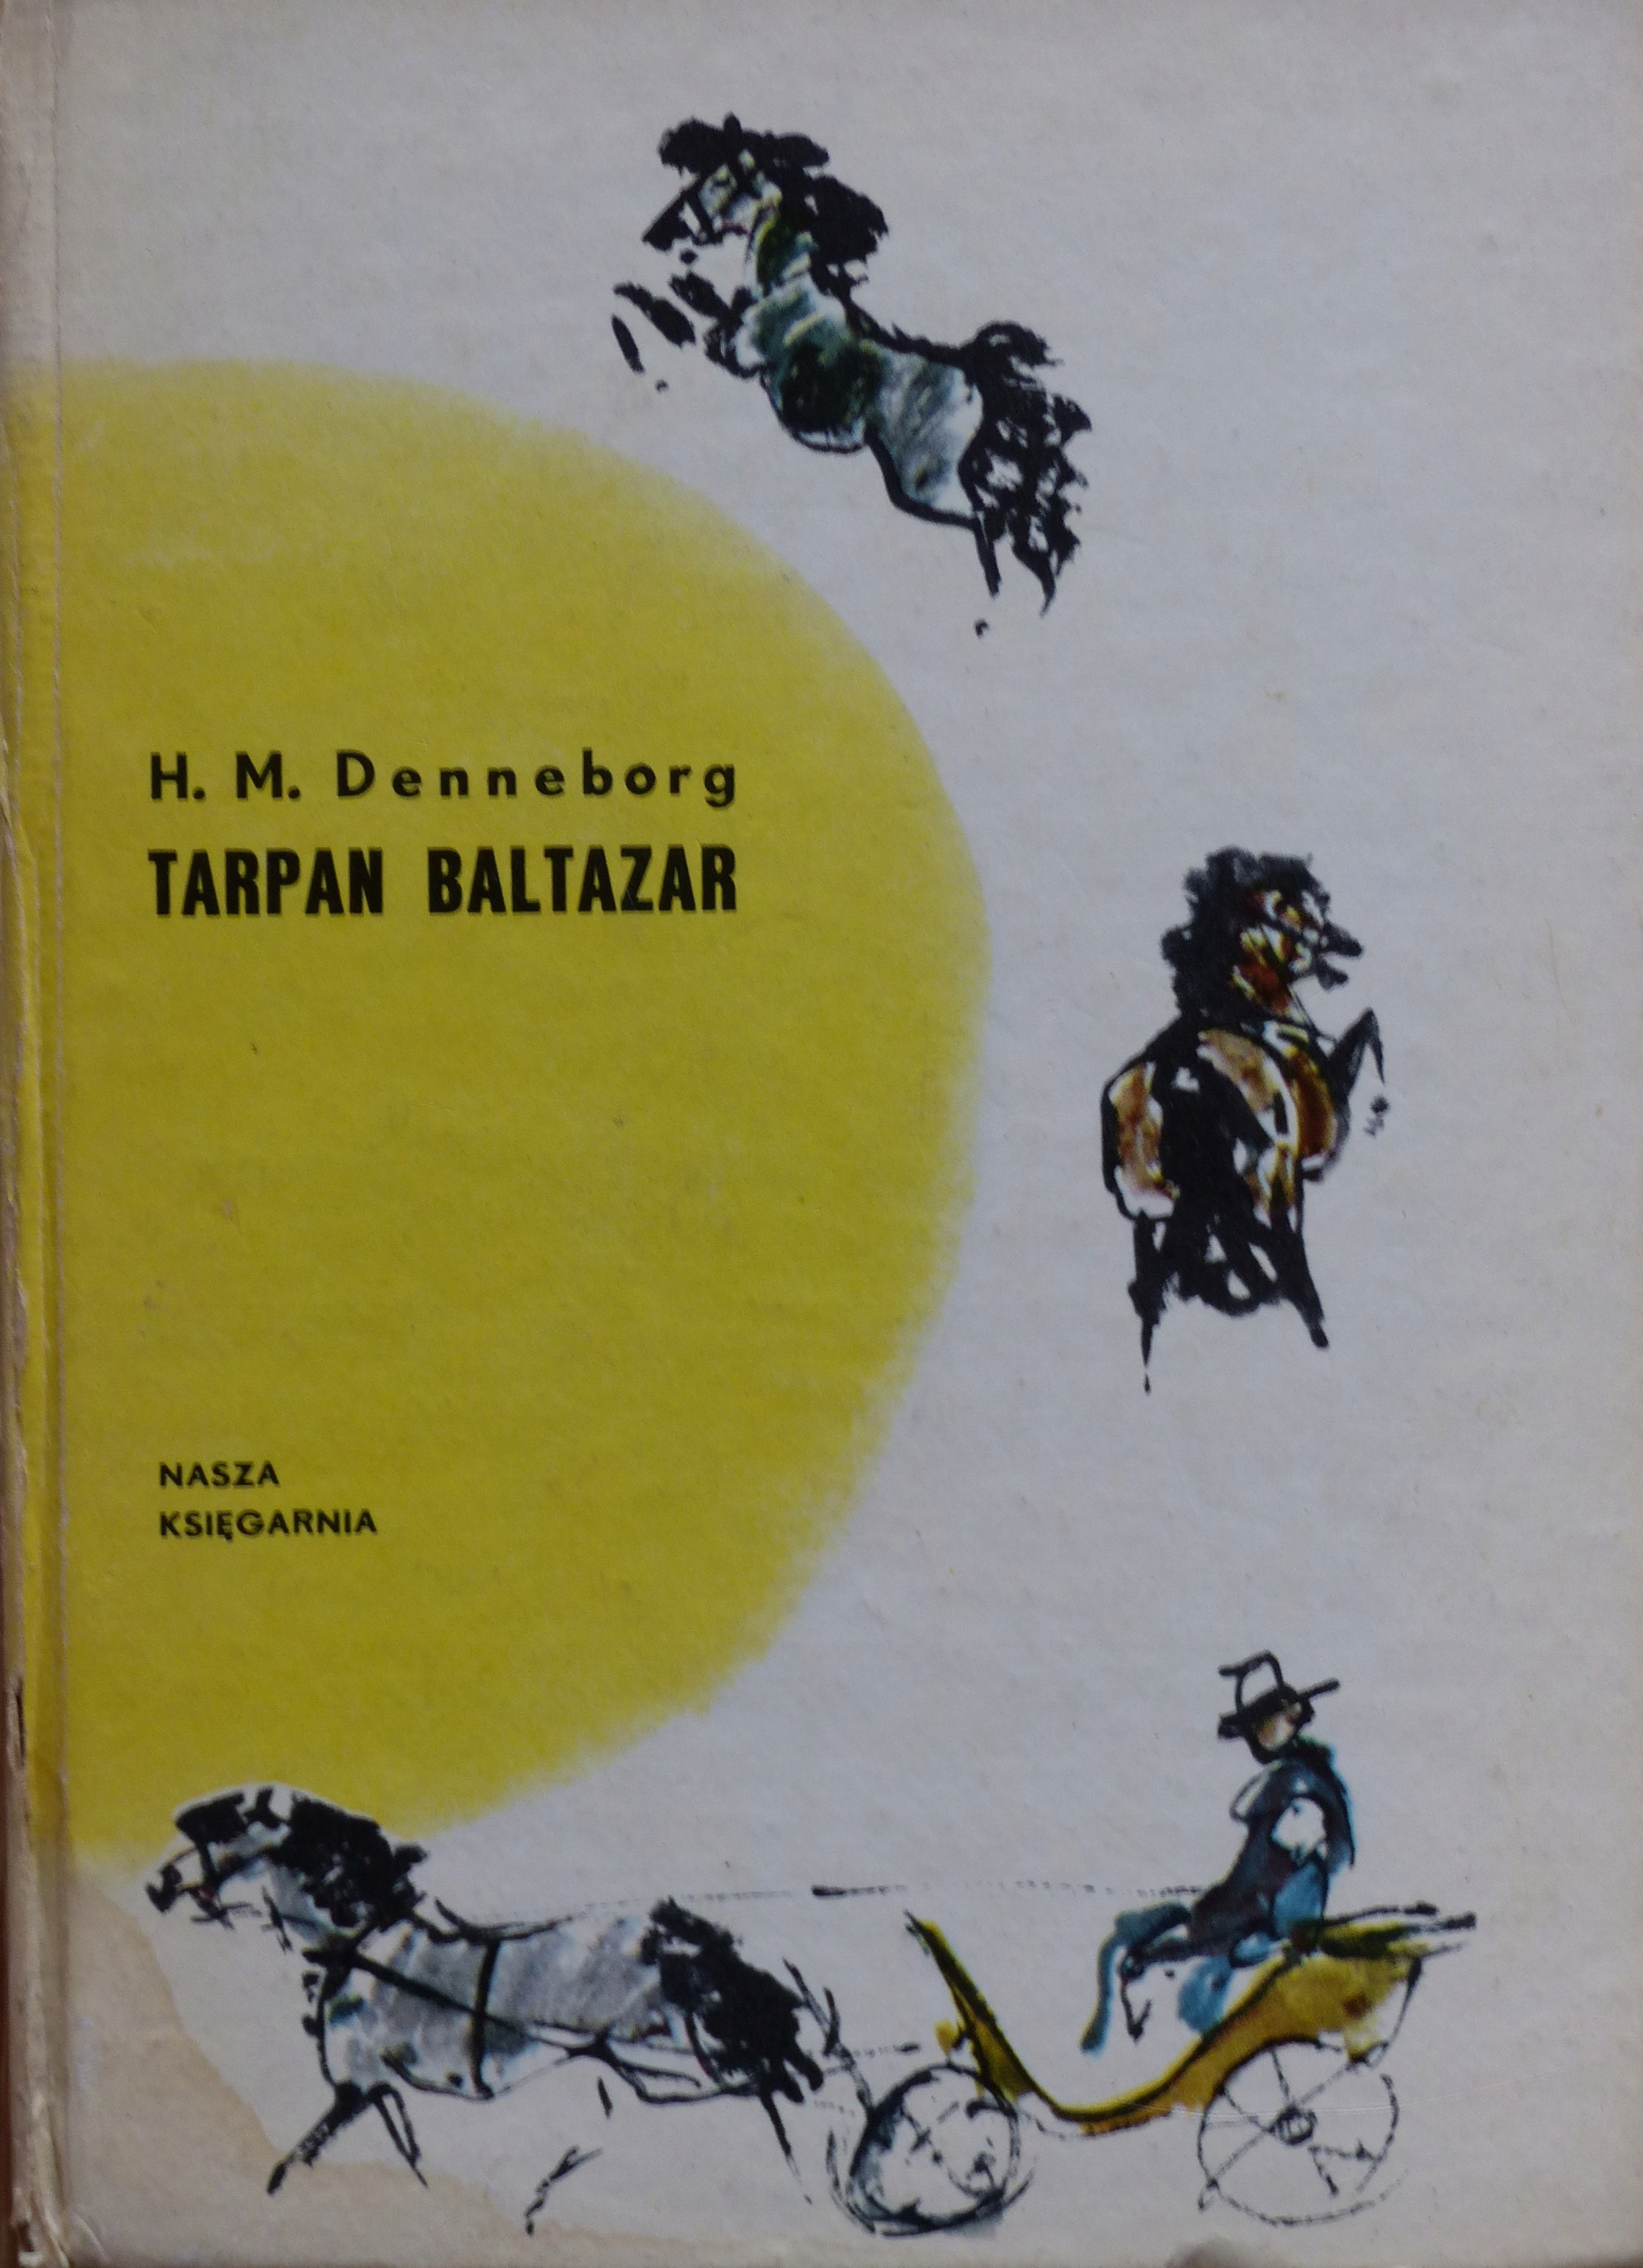 H. M. Denneborg
TARPAN BALTAZAR
NASZA
KSIĘGARNIA